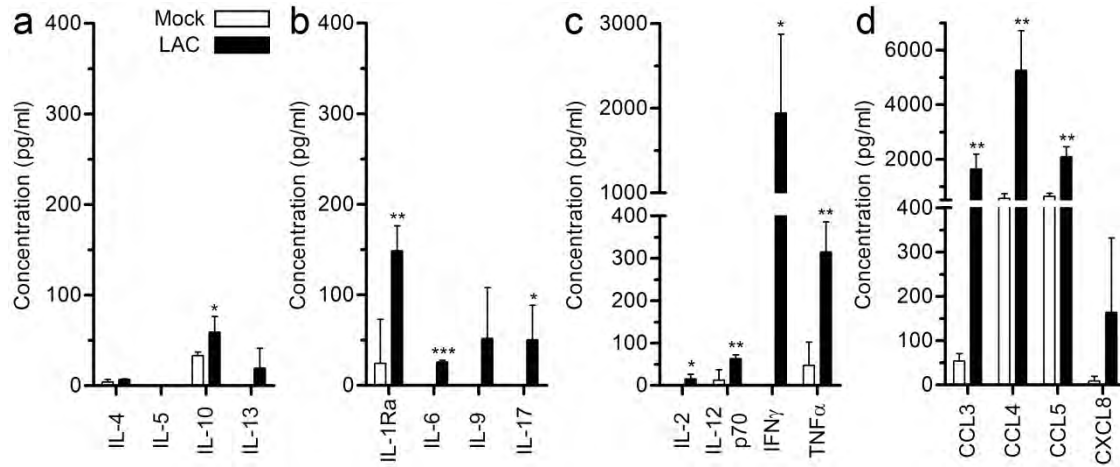 a
Mock
LAC
Concentration (pg/ml)
400
300
200
100
0
*
IL-4
IL-5
IL-10
IL-13
b
Concentration (pg/ml)
400
300
200
100
0
**
***
*
IL-1Ra
IL-6
IL-9
IL-17
c
Concentration (pg/ml)
3000
2000
1000
400
300
200
100
0
*
**
*
**
IL-2
IL-12
p70
IFNγ
TNFα
d
Concentration (pg/ml)
6000
4000
2000
400
300
200
100
0
**
**
**
CCL3
CCL4
CCL5
CXCL8